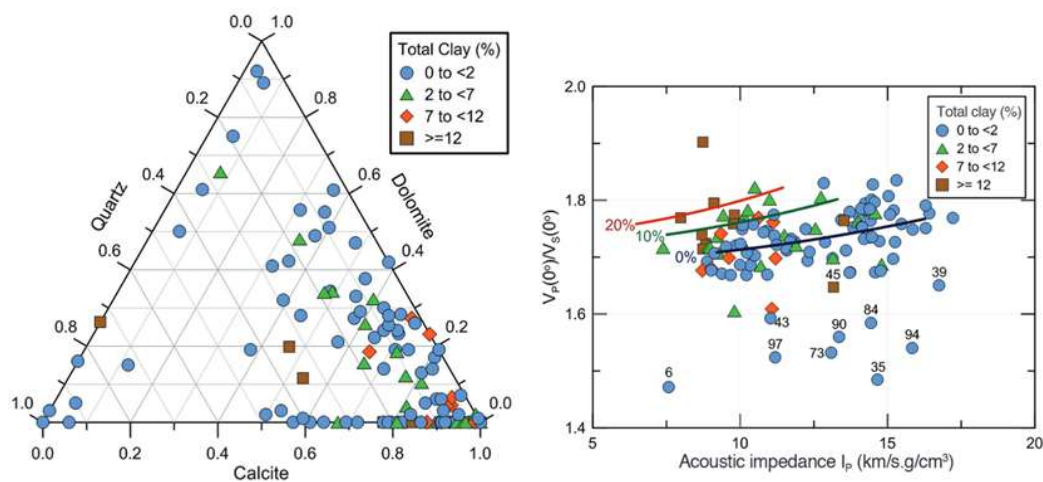 0.0 1.0
Total Clay (%)
0 to <2
2 to <7
7 to <12
>=12
0.2 0.8
0.4 0.6
Quartz
Dolomite
0.6 0.4
0.8 0.2
1.0 0.0
0.0 0.2 0.4 0.6 0.8 1.0
Calcite
2.0
1.8
1.6
1.4
Vₚ(0°)/Vₛ(0°)
Total clay (%)
0 to <2
2 to <7
7 to <12
>= 12
20%
10%
0%
45
39
43
84
90
97
73
94
6
35
5 10 15 20
Acoustic impedance Iₚ (km/s.g/cm³)